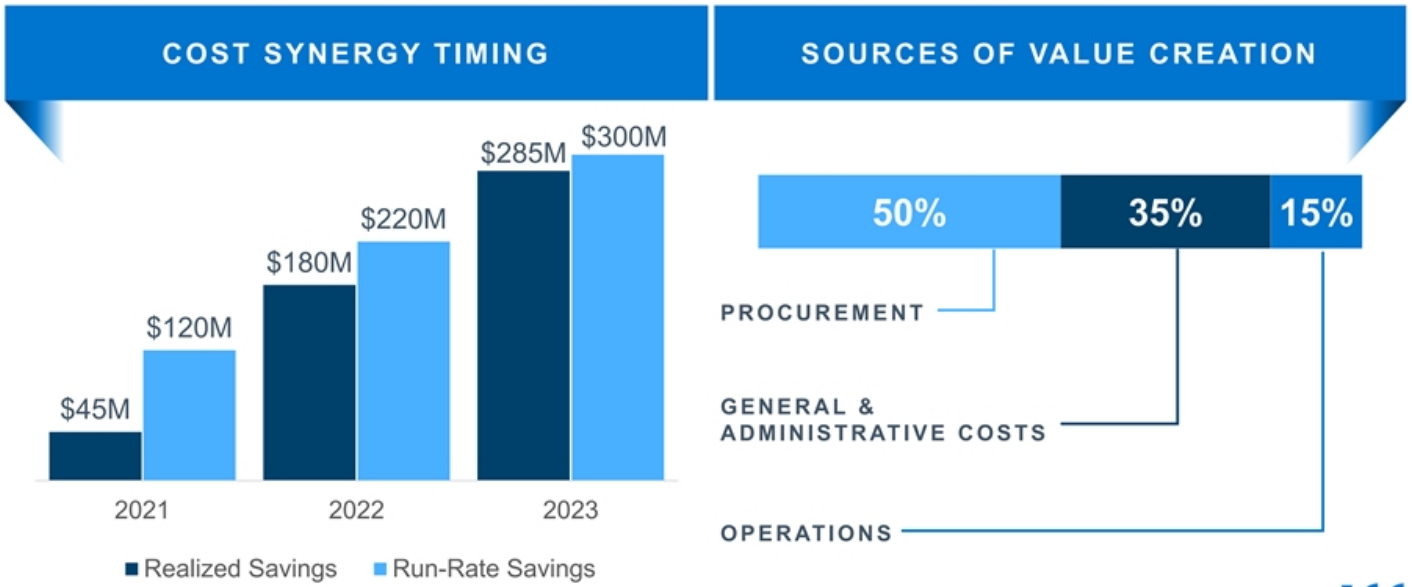 COST SYNERGY TIMING
$45M
$120M
$180M
$220M
$285M
$300M
2021
2022
2023
Realized Savings
Run-Rate Savings
SOURCES OF VALUE CREATION
50%
35%
15%
PROCUREMENT
GENERAL &
ADMINISTRATIVE COSTS
OPERATIONS